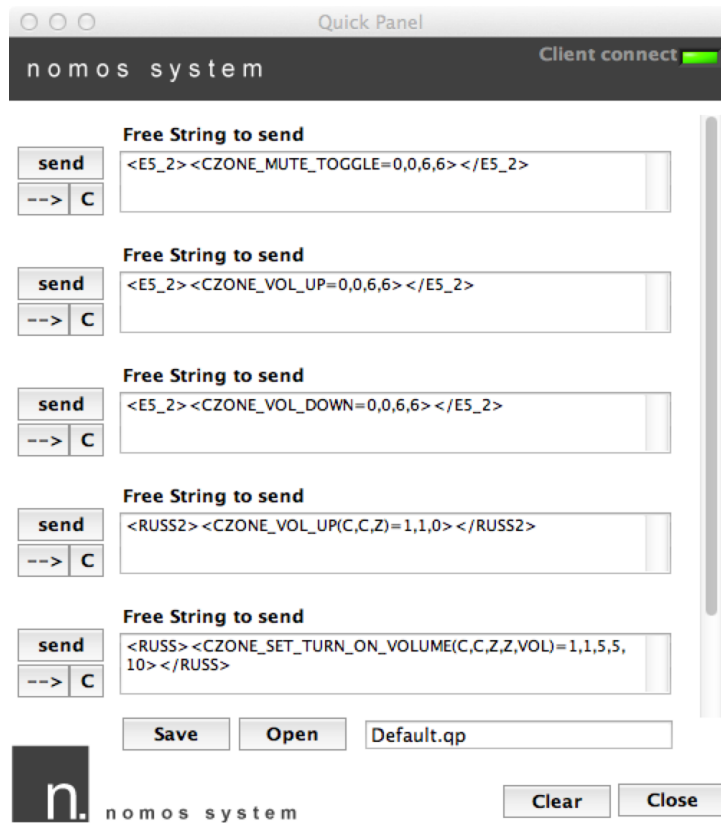 Quick Panel
nomos system
Client connect
Free String to send
send
<E5_2><CZONE_MUTE_TOGGLE=0,0,6,6></E5_2>
--> C
Free String to send
send
<E5_2><CZONE_VOL_UP=0,0,6,6></E5_2>
--> C
Free String to send
send
<E5_2><CZONE_VOL_DOWN=0,0,6,6></E5_2>
--> C
Free String to send
send
<RUSS2><CZONE_VOL_UP(C,C,Z)=1,1,0></RUSS2>
--> C
Free String to send
send
<RUSS><CZONE_SET_TURN_ON_VOLUME(C,C,Z,Z,VOL)=1,1,5,5,
10></RUSS>
--> C
Save Open Default.qp
n. nomos system
Clear Close